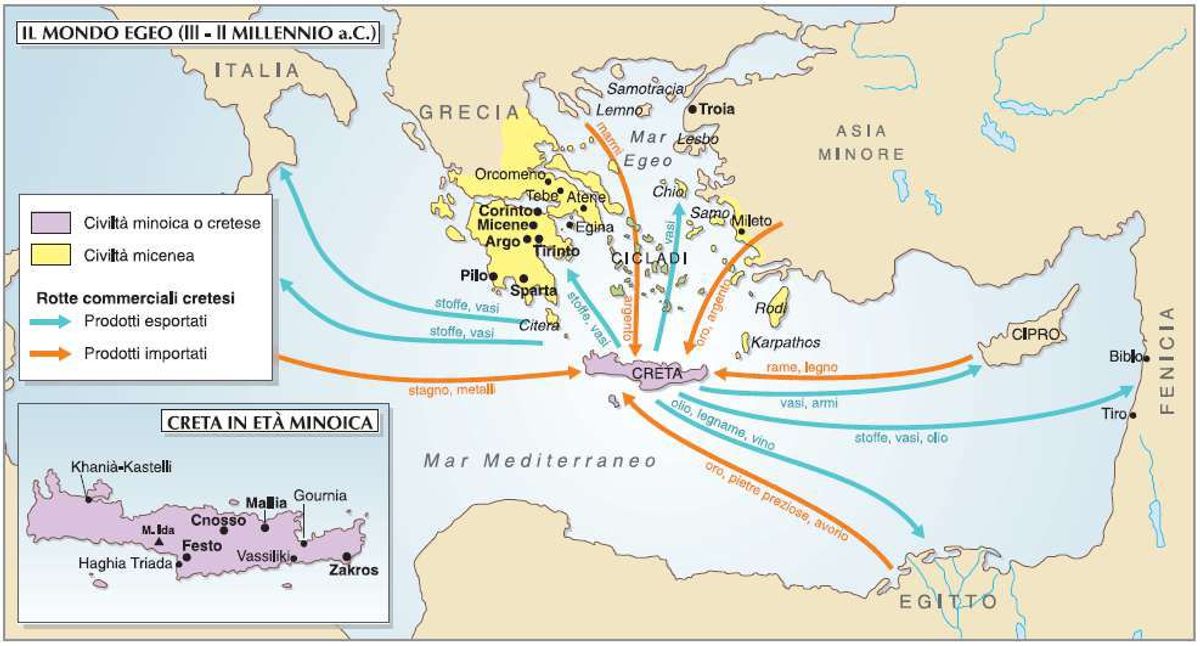 IL MONDO EGEO (III - II MILLENNIO a.C.)
ITALIA
GRECIA
Samotracia
Lemno
Troia
Mar
Egeo
Lesbo
ASIA
MINORE
marmi
Orcomeno
Tebe
Atene
Chio
Corinto
Micene
Egina
Samo
Mileto
Argo
Tirinto
CICLADI
vasi
Pilo
Sparta
argento
oro, argento
Rodi
Citera
stoffe, vasi
stoffe, vasi
stoffe, vasi
Karpathos
CIPRO
Biblo
FENICIA
CRETA
rame, legno
stagno, metalli
vasi, armi
Tiro
olio, legname, vino
stoffe, vasi, olio
Mar Mediterraneo
oro, pietre preziose, avorio
EGITTO
Civiltà minoica o cretese
Civiltà micenea
Rotte commerciali cretesi
Prodotti esportati
Prodotti importati
CRETA IN ETÀ MINOICA
Khanià-Kastelli
Mallia
Gournia
Cnosso
M. Ida
Festo
Haghia Triada
Vassiliki
Zakros